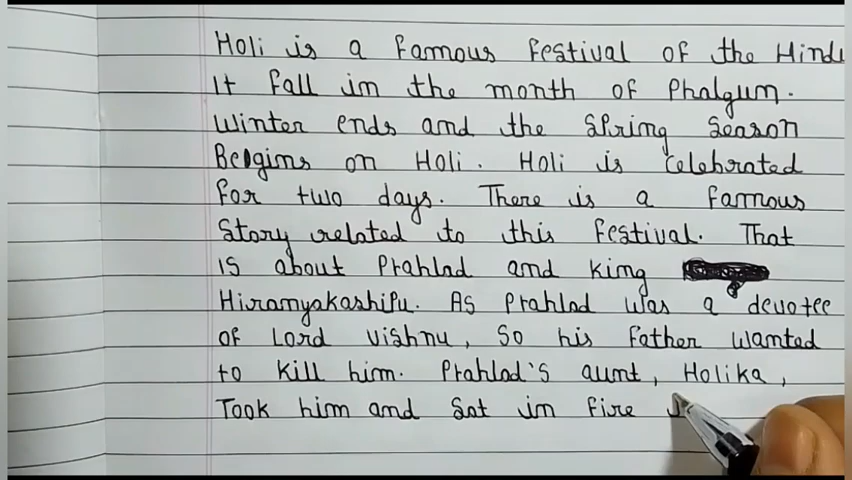 Holi is a famous festival of the Hindu
It fall in the month of Phalgun.
Winter ends and the Spring Season
Begins on Holi. Holi is celebrated
for two days. There is a famous
Story related to this festival. That
is about Prahlad and King
Hiranyakashipu. As Prahlad was a devotee
of Lord Vishnu, So his father wanted
to kill him. Prahlad's aunt, Holika,
Took him and Sat in fire